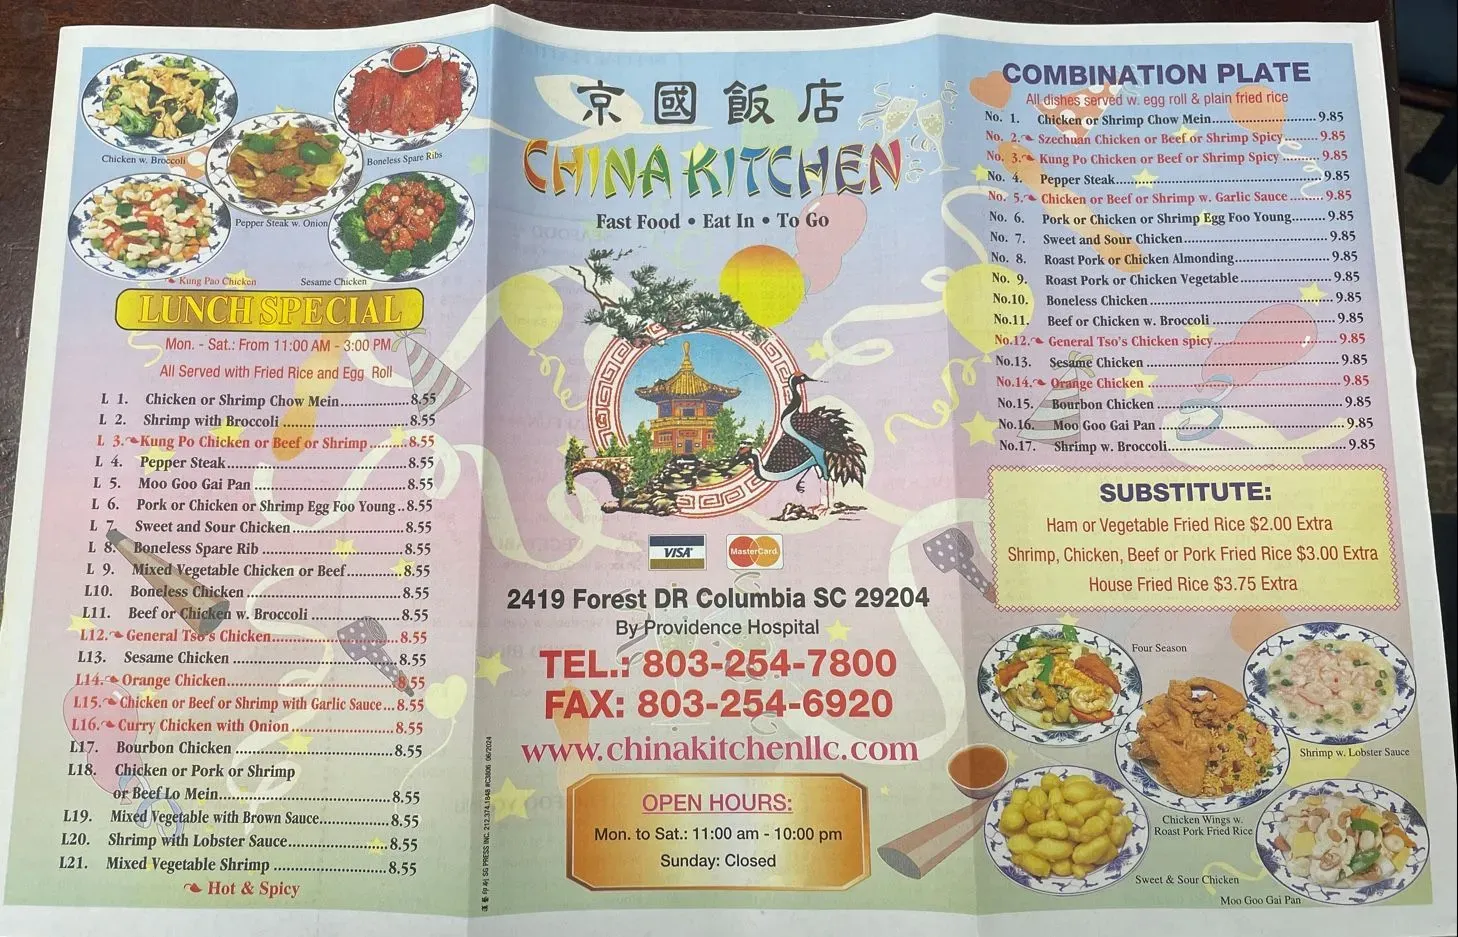 Chicken w. Broccoli
Boneless Spare Ribs
Pepper Steak w. Onion
Kung Pao Chicken
Sesame Chicken
LUNCH SPECIAL
Mon. - Sat.: From 11:00 AM - 3:00 PM
All Served with Fried Rice and Egg Roll
L 1. Chicken or Shrimp Chow Mein 8.55
L 2. Shrimp with Broccoli 8.55
L 3. Kung Po Chicken or Beef or Shrimp 8.55
L 4. Pepper Steak 8.55
L 5. Moo Goo Gai Pan 8.55
L 6. Pork or Chicken or Shrimp Egg Foo Young 8.55
L 7. Sweet and Sour Chicken 8.55
L 8. Boneless Spare Rib 8.55
L 9. Mixed Vegetable Chicken or Beef 8.55
L10. Boneless Chicken 8.55
L11. Beef or Chicken w. Broccoli 8.55
L12. General Tso's Chicken 8.55
L13. Sesame Chicken 8.55
L14. Orange Chicken 8.55
L15. Chicken or Beef or Shrimp with Garlic Sauce 8.55
L16. Curry Chicken with Onion 8.55
L17. Bourbon Chicken 8.55
L18. Chicken or Pork or Shrimp
or Beef Lo Mein 8.55
L19. Mixed Vegetable with Brown Sauce 8.55
L20. Shrimp with Lobster Sauce 8.55
L21. Mixed Vegetable Shrimp 8.55
Hot & Spicy
京國飯店
CHINA KITCHEN
Fast Food • Eat In • To Go
VISA MasterCard
2419 Forest DR Columbia SC 29204
By Providence Hospital
TEL.: 803-254-7800
FAX: 803-254-6920
www.chinakitchenllc.com
OPEN HOURS:
Mon. to Sat.: 11:00 am - 10:00 pm
Sunday: Closed
SG PRESS INC. 212.374.1848 #C3806 06/2024
COMBINATION PLATE
All dishes served w. egg roll & plain fried rice
No. 1. Chicken or Shrimp Chow Mein 9.85
No. 2. Szechuan Chicken or Beef or Shrimp Spicy 9.85
No. 3. Kung Po Chicken or Beef or Shrimp Spicy 9.85
No. 4. Pepper Steak 9.85
No. 5. Chicken or Beef or Shrimp w. Garlic Sauce 9.85
No. 6. Pork or Chicken or Shrimp Egg Foo Young 9.85
No. 7. Sweet and Sour Chicken 9.85
No. 8. Roast Pork or Chicken Almonding 9.85
No. 9. Roast Pork or Chicken Vegetable 9.85
No.10. Boneless Chicken 9.85
No.11. Beef or Chicken w. Broccoli 9.85
No.12. General Tso's Chicken spicy 9.85
No.13. Sesame Chicken 9.85
No.14. Orange Chicken 9.85
No.15. Bourbon Chicken 9.85
No.16. Moo Goo Gai Pan 9.85
No.17. Shrimp w. Broccoli 9.85
SUBSTITUTE:
Ham or Vegetable Fried Rice $2.00 Extra
Shrimp, Chicken, Beef or Pork Fried Rice $3.00 Extra
House Fried Rice $3.75 Extra
Four Season
Shrimp w. Lobster Sauce
Chicken Wings w.
Roast Pork Fried Rice
Sweet & Sour Chicken
Moo Goo Gai Pan